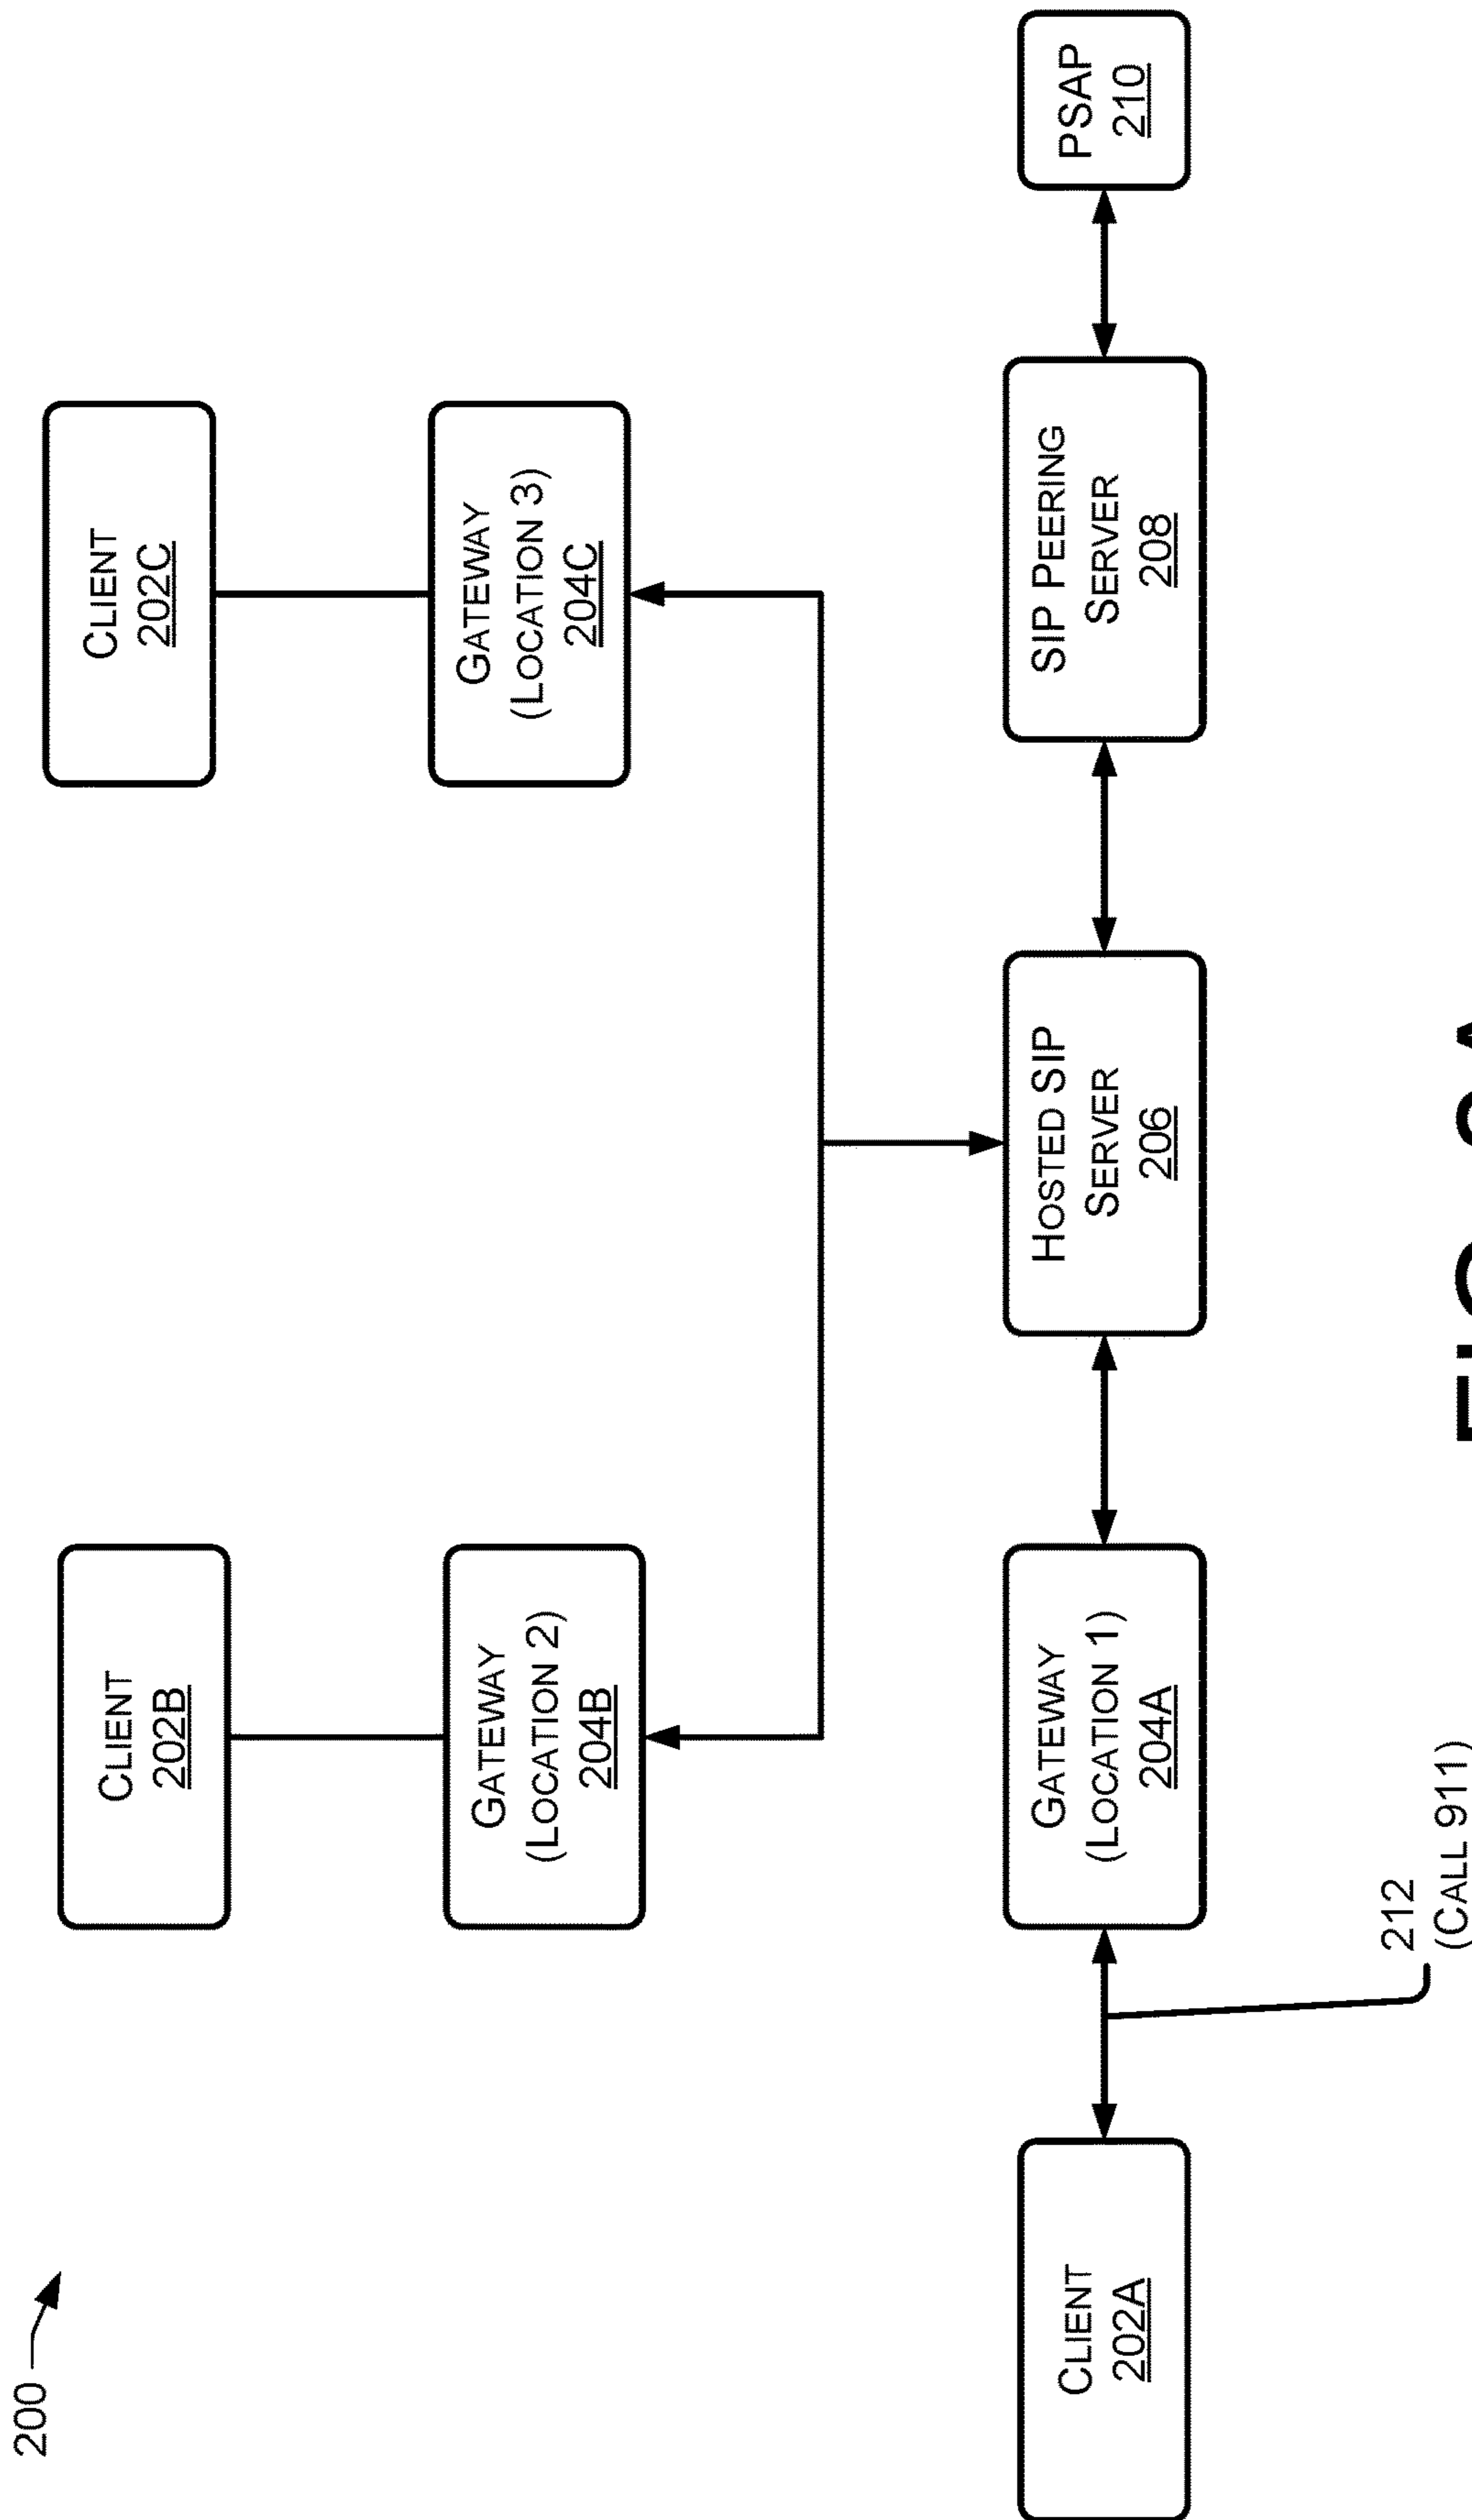 200
CLIENT
202B
CLIENT
202C
GATEWAY
(LOCATION 2)
204B
GATEWAY
(LOCATION 3)
204C
CLIENT
202A
GATEWAY
(LOCATION 1)
204A
HOSTED SIP
SERVER
206
SIP PEERING
SERVER
208
PSAP
210
212
(CALL 911)